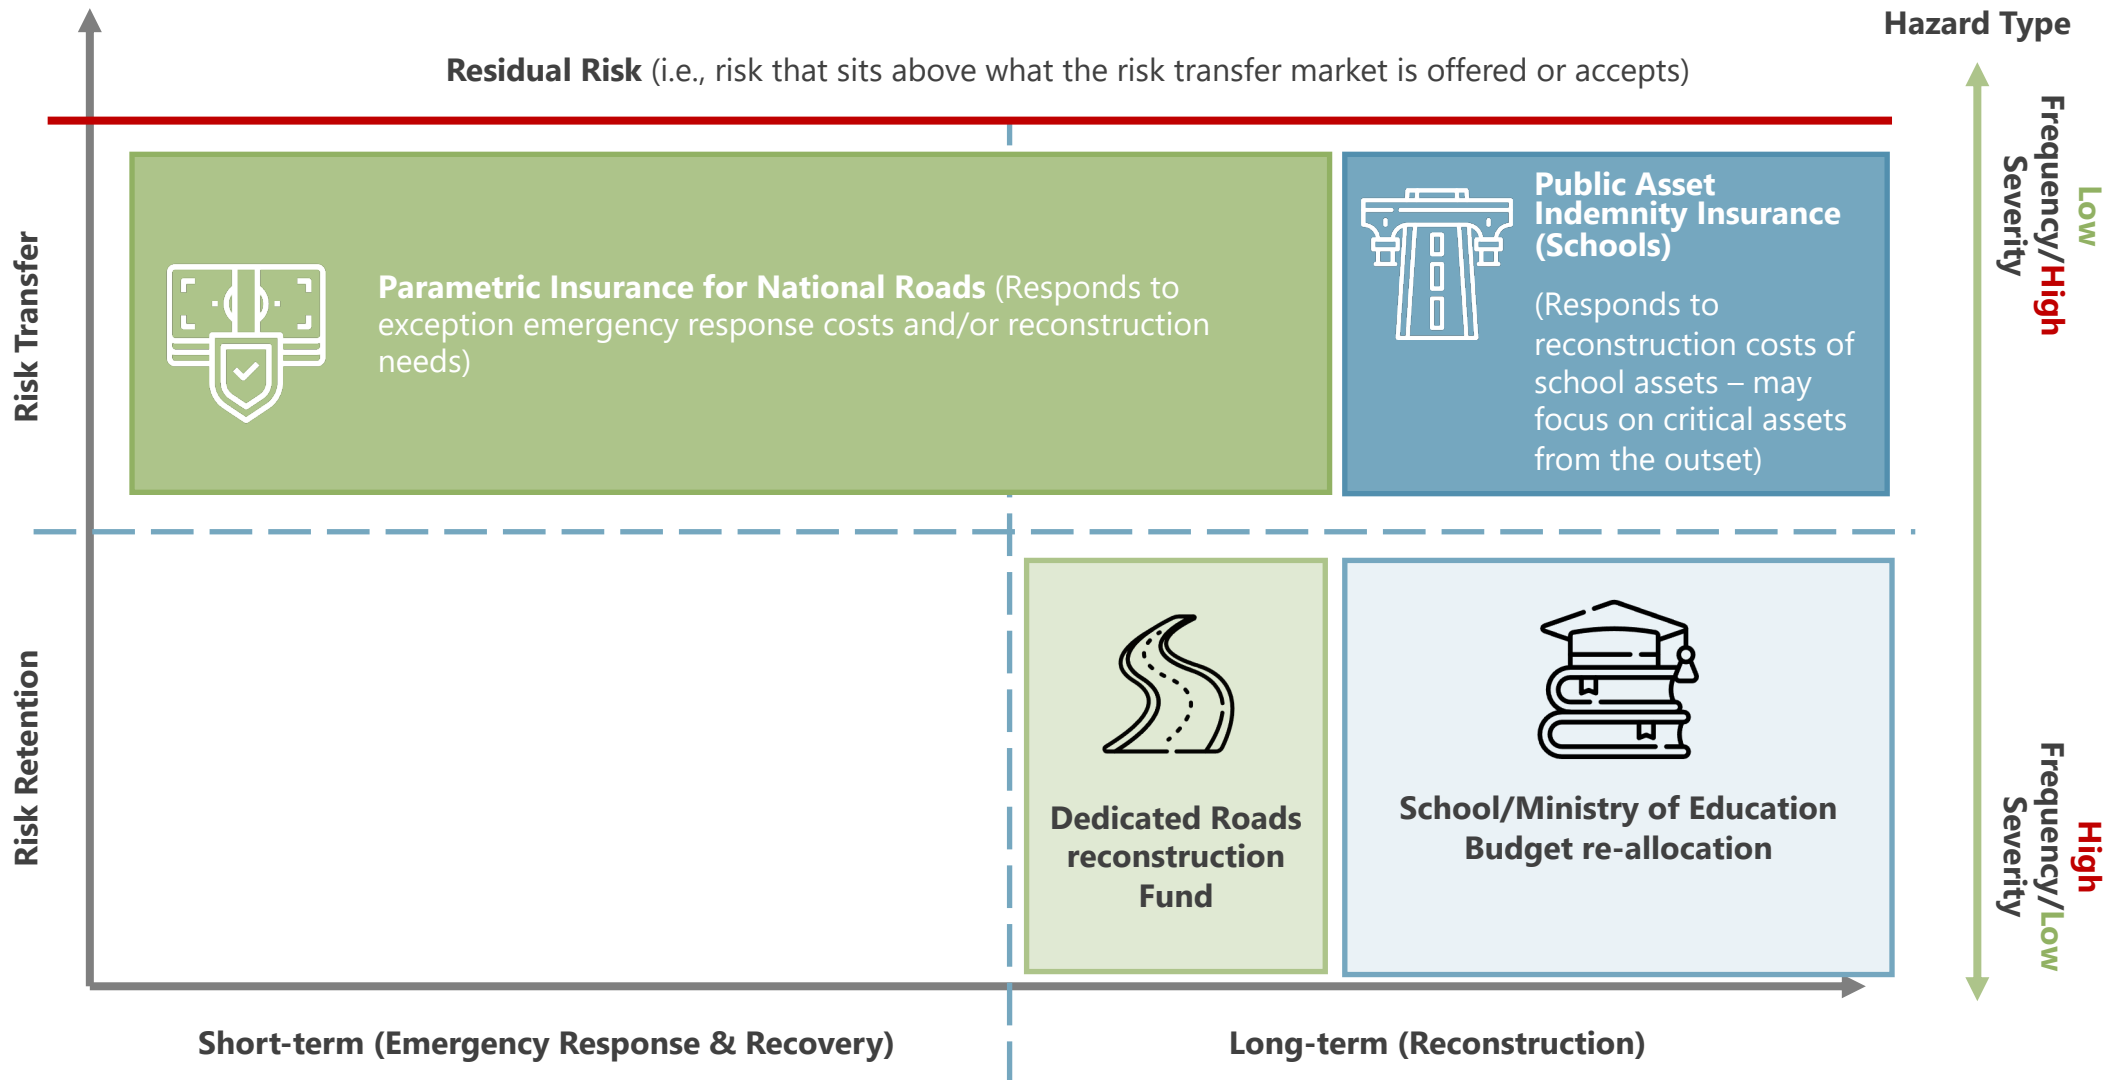 Hazard Type
Residual Risk (i.e., risk that sits above what the risk transfer market is offered or accepts)
Risk Transfer
Parametric Insurance for National Roads (Responds to
exception emergency response costs and/or reconstruction
needs)
Public Asset
Indemnity Insurance
(Schools)
(Responds to
reconstruction costs of
school assets – may
focus on critical assets
from the outset)
Low
Frequency/High
Severity
Risk Retention
Dedicated Roads
reconstruction
Fund
School/Ministry of Education
Budget re-allocation
High
Frequency/Low
Severity
Short-term (Emergency Response & Recovery)
Long-term (Reconstruction)